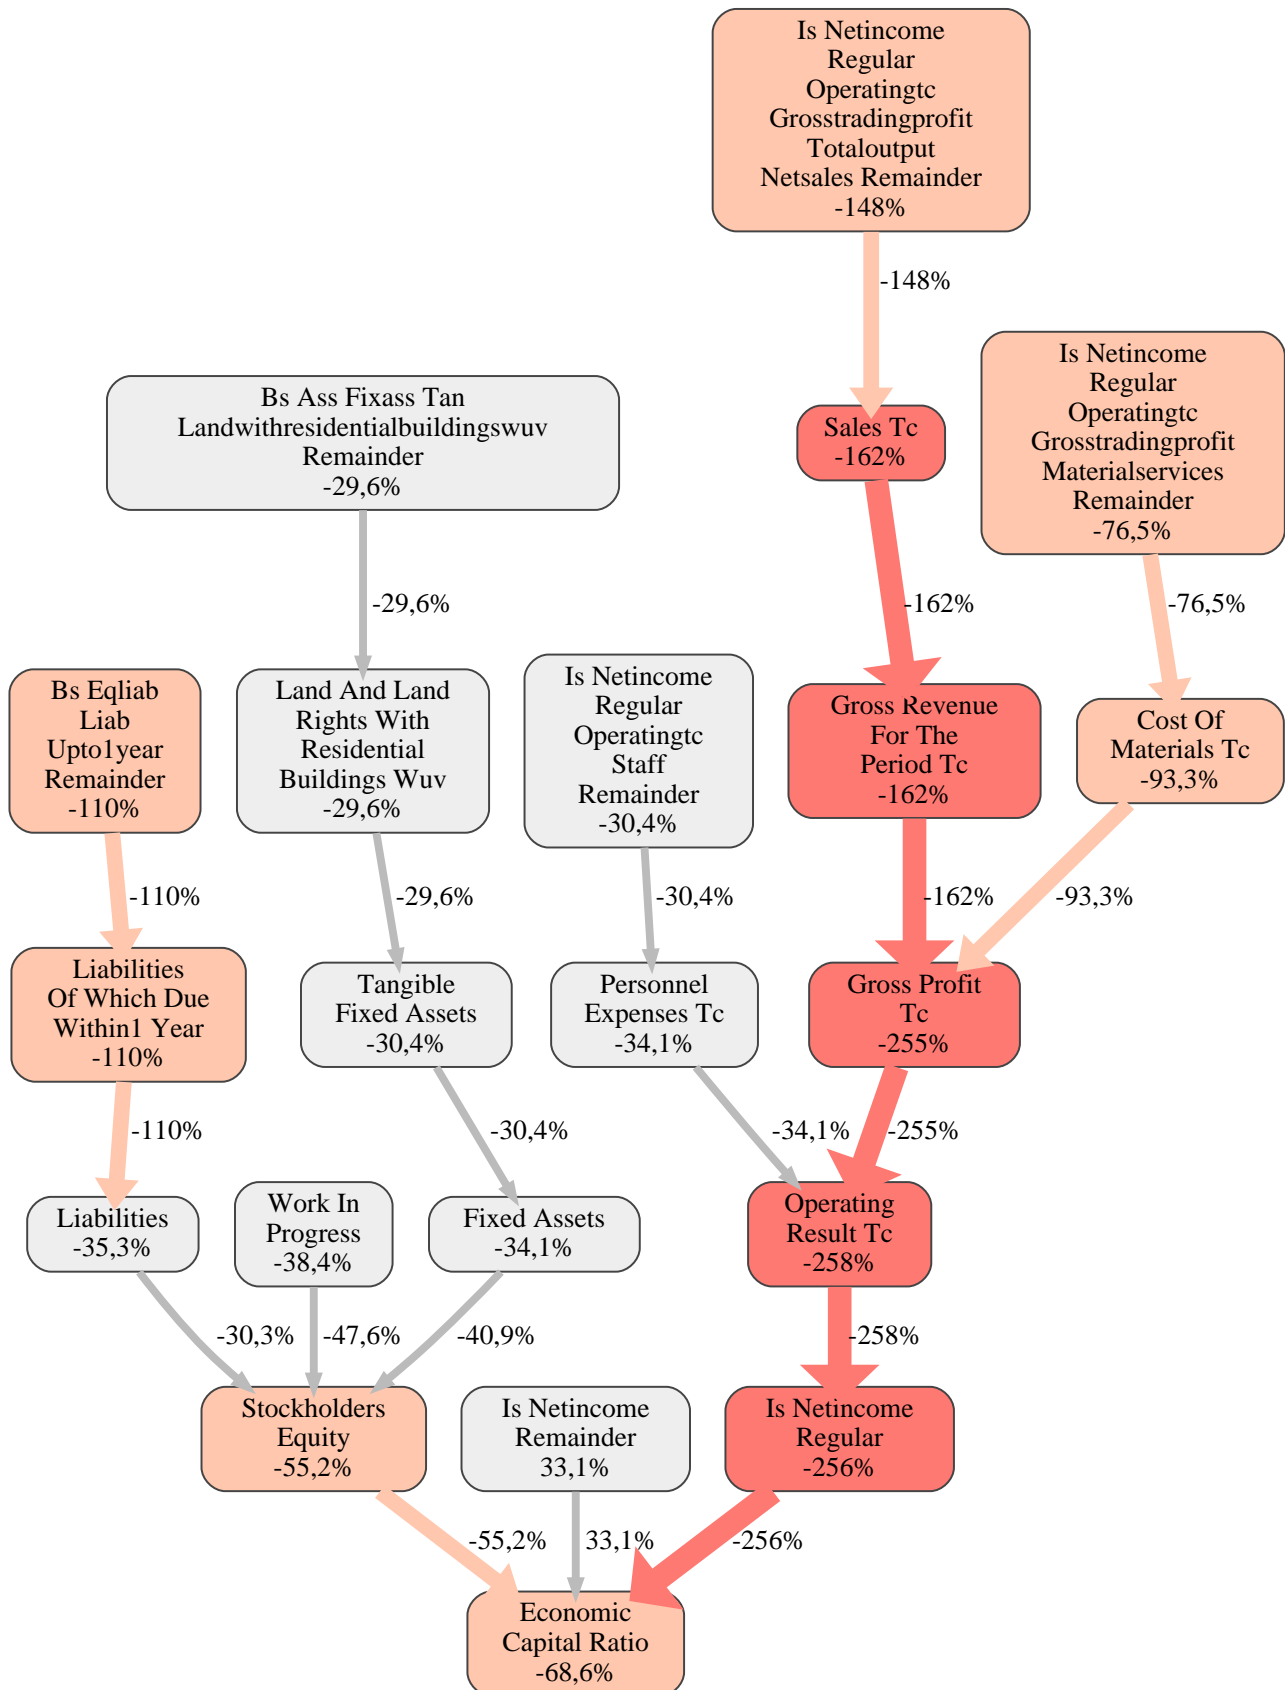 Is Netincome
Regular
Operatingtc
Grosstradingprofit
Totaloutput
Netsales Remainder
-148%
-148%
Is Netincome
Regular
Operatingtc
Grosstradingprofit
Materialservices
Remainder
-76,5%
Bs Ass Fixass Tan
Landwithresidentialbuildingswuv
Remainder
-29,6%
Sales Tc
-162%
-29,6%
-162%
-76,5%
Bs Eqliab
Liab
Upto1year
Remainder
-110%
Land And Land
Rights With
Residential
Buildings Wuv
-29,6%
Is Netincome
Regular
Operatingtc
Staff
Remainder
-30,4%
Gross Revenue
For The
Period Tc
-162%
Cost Of
Materials Tc
-93,3%
-110%
-29,6%
-30,4%
-162%
-93,3%
Liabilities
Of Which Due
Within1 Year
-110%
Tangible
Fixed Assets
-30,4%
Personnel
Expenses Tc
-34,1%
Gross Profit
Tc
-255%
-110%
-30,4%
-34,1%
-255%
Liabilities
-35,3%
Work In
Progress
-38,4%
Fixed Assets
-34,1%
Operating
Result Tc
-258%
-30,3%
-47,6%
-40,9%
-258%
Stockholders
Equity
-55,2%
Is Netincome
Remainder
33,1%
Is Netincome
Regular
-256%
-55,2%
33,1%
-256%
Economic
Capital Ratio
-68,6%